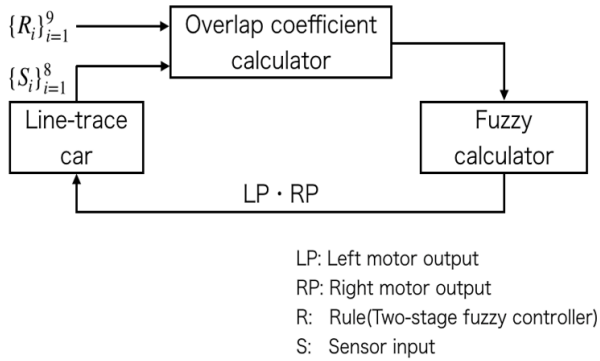 {R_i}_{i=1}^9
Overlap coefficient
calculator
{S_i}_{i=1}^8
Line-trace
car
Fuzzy
calculator
LP・RP
LP: Left motor output
RP: Right motor output
R: Rule(Two-stage fuzzy controller)
S: Sensor input